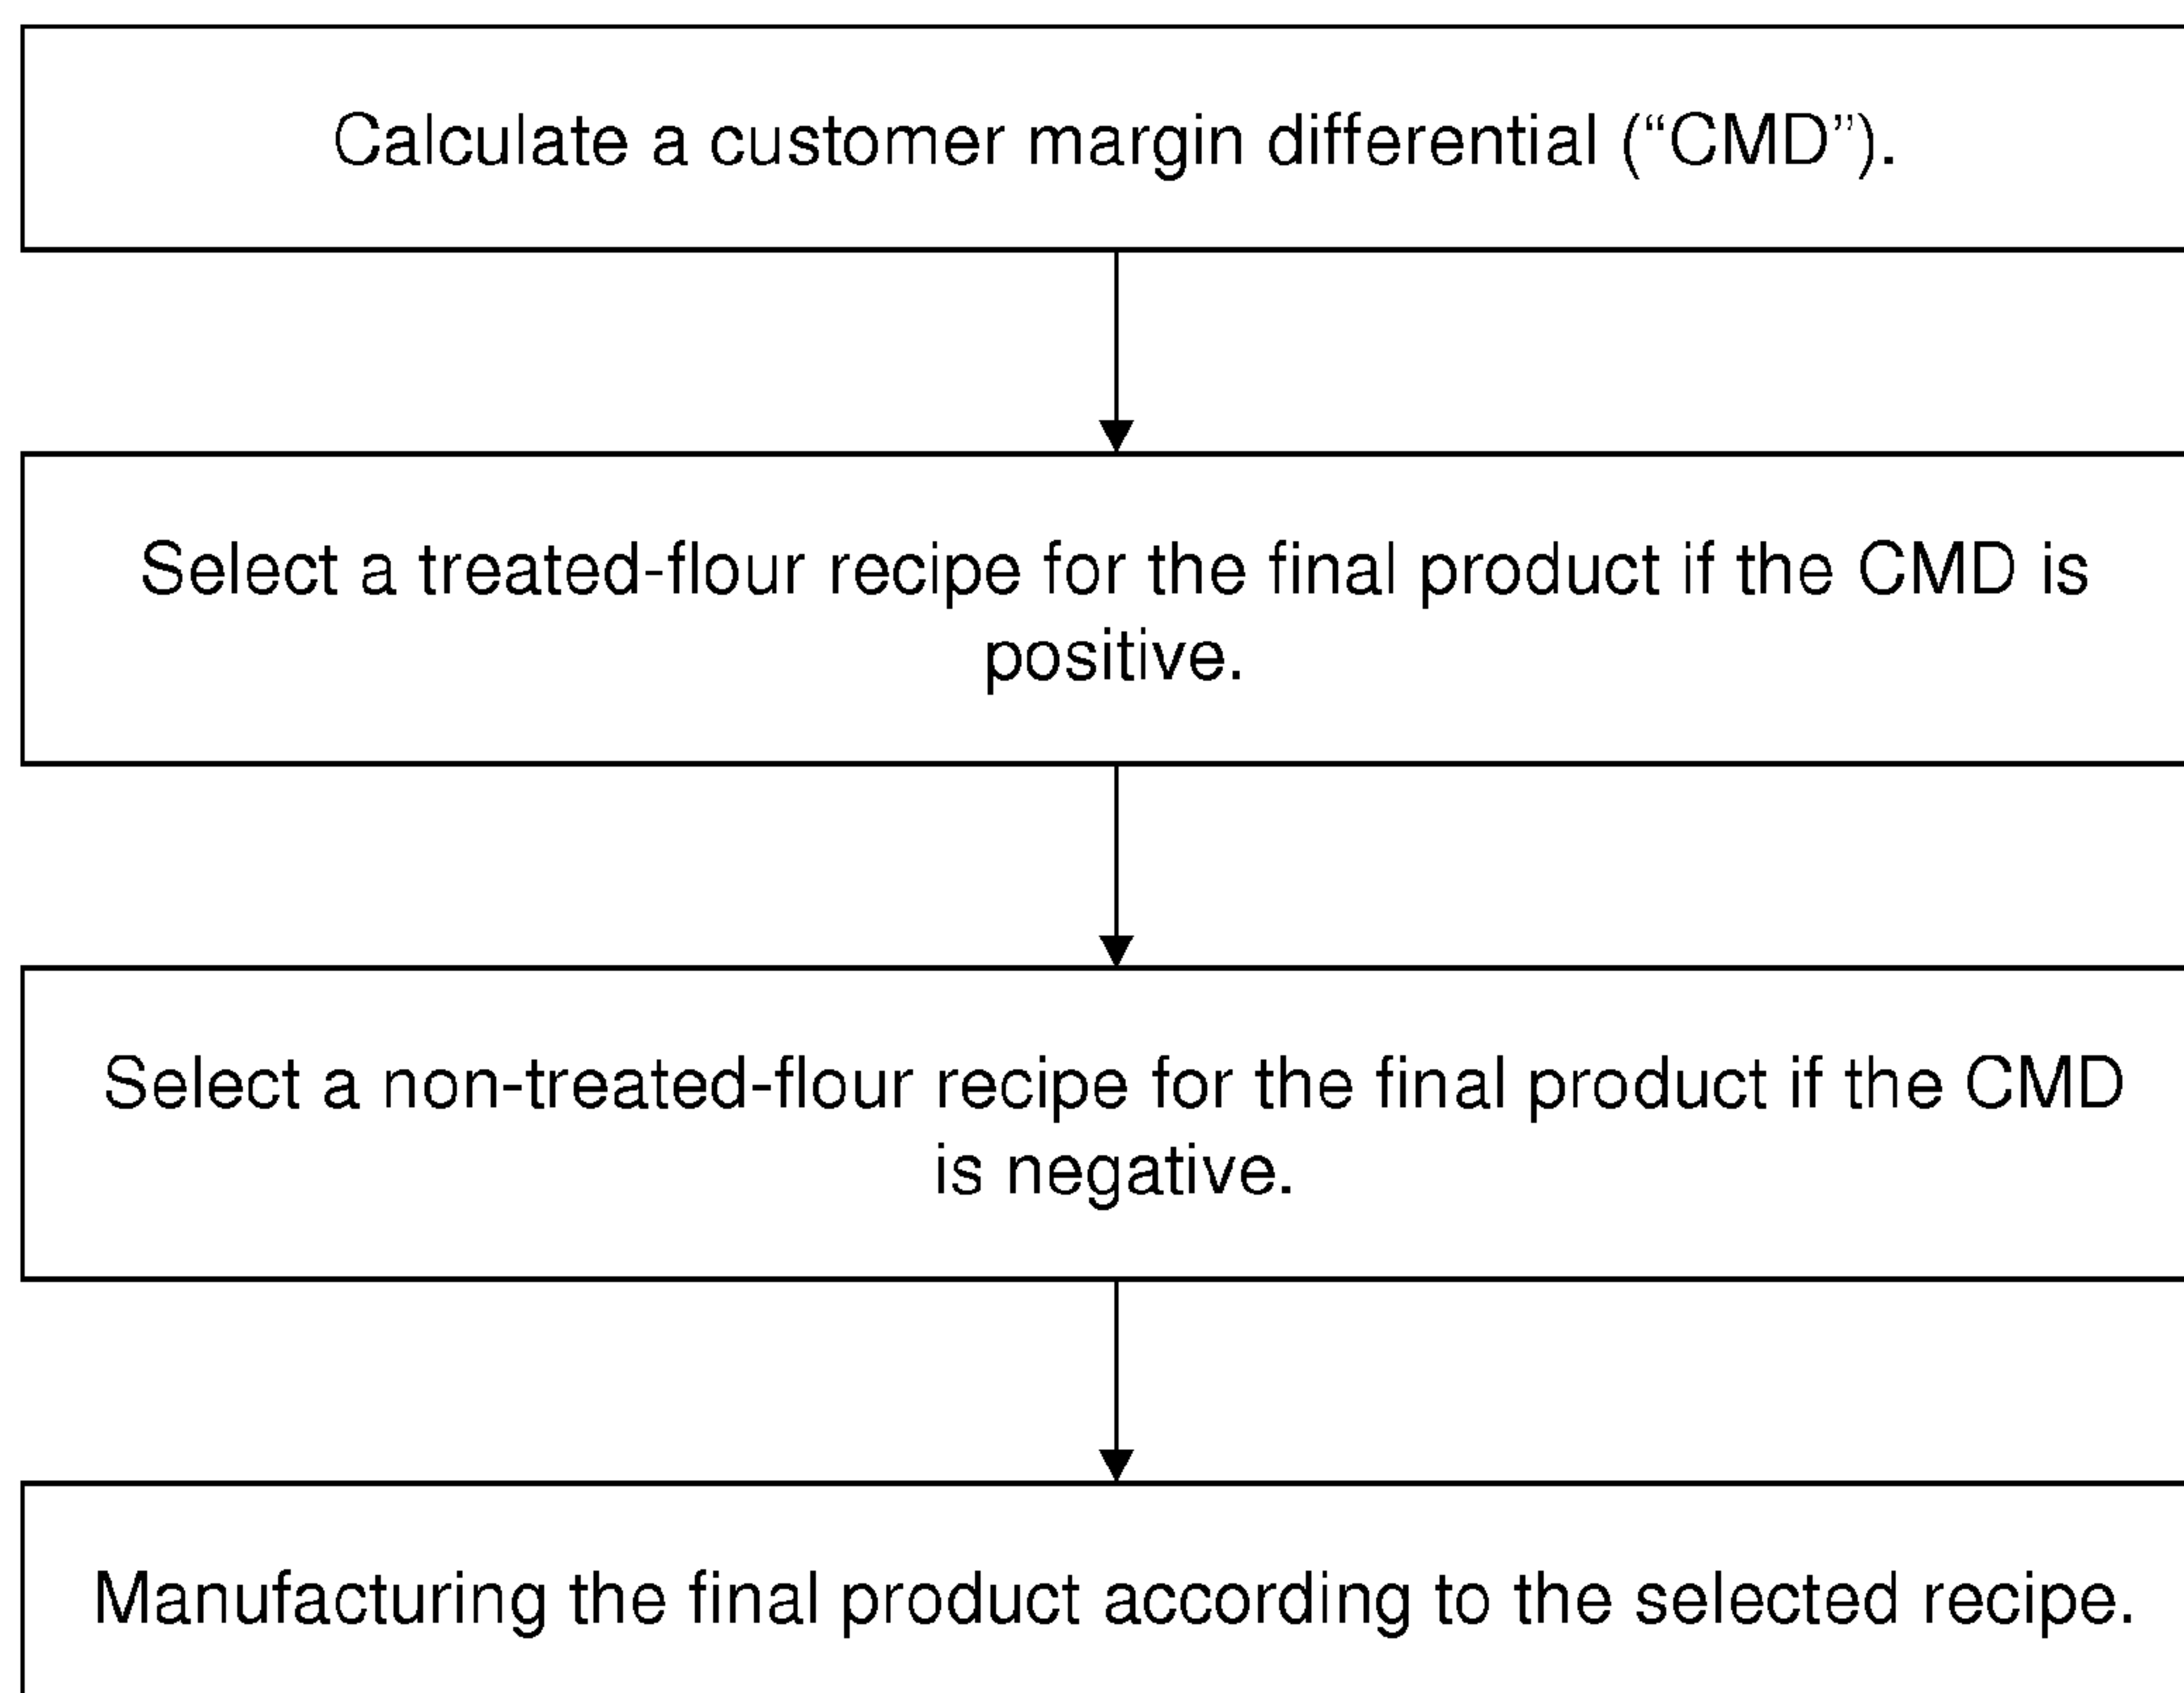 Calculate a customer margin differential (“CMD”).
Select a treated-flour recipe for the final product if the CMD is
positive.
Select a non-treated-flour recipe for the final product if the CMD
is negative.
Manufacturing the final product according to the selected recipe.